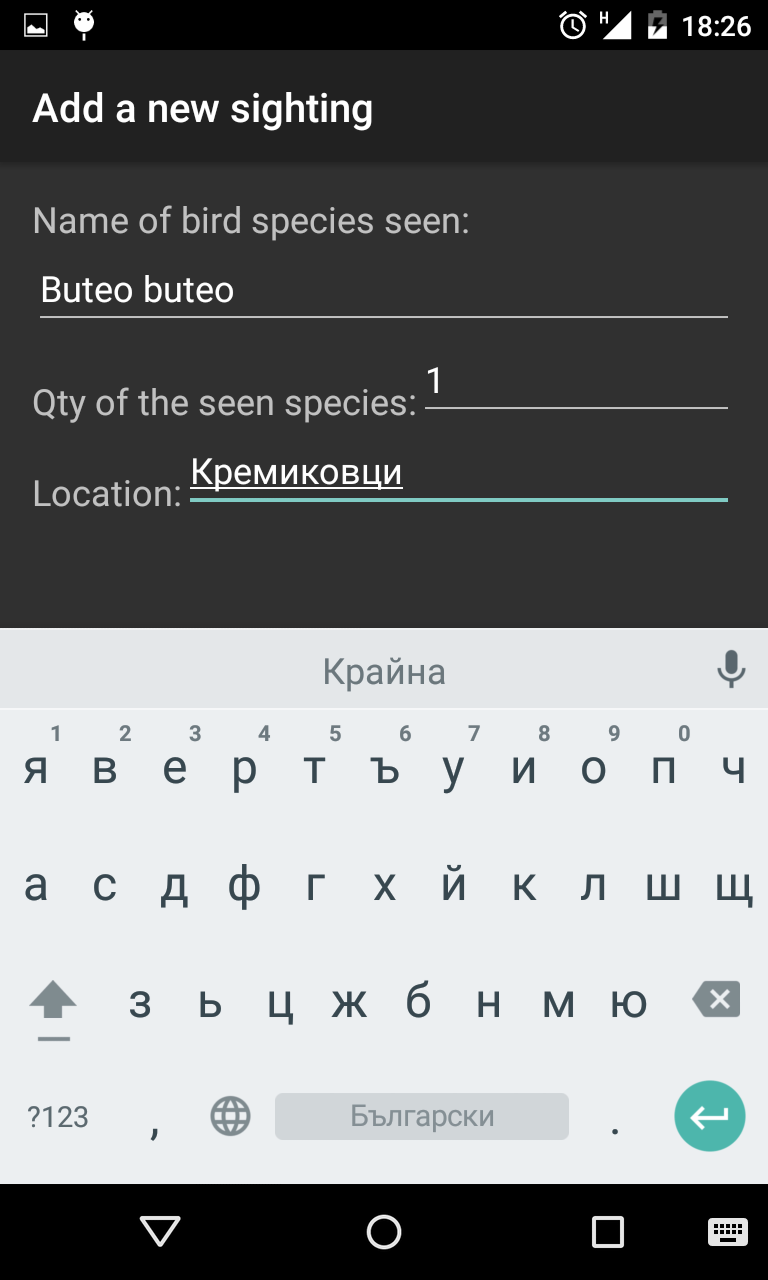 H 18:26
Add a new sighting
Name of bird species seen:
Buteo buteo
Qty of the seen species: 1
Location: Кремиковци
Крайна
1 2 3 4 5 6 7 8 9 0
я в е р т ъ у и о п ч
а с д ф г х й к л ш щ
з ь ц ж б н м ю
?123 , Български .